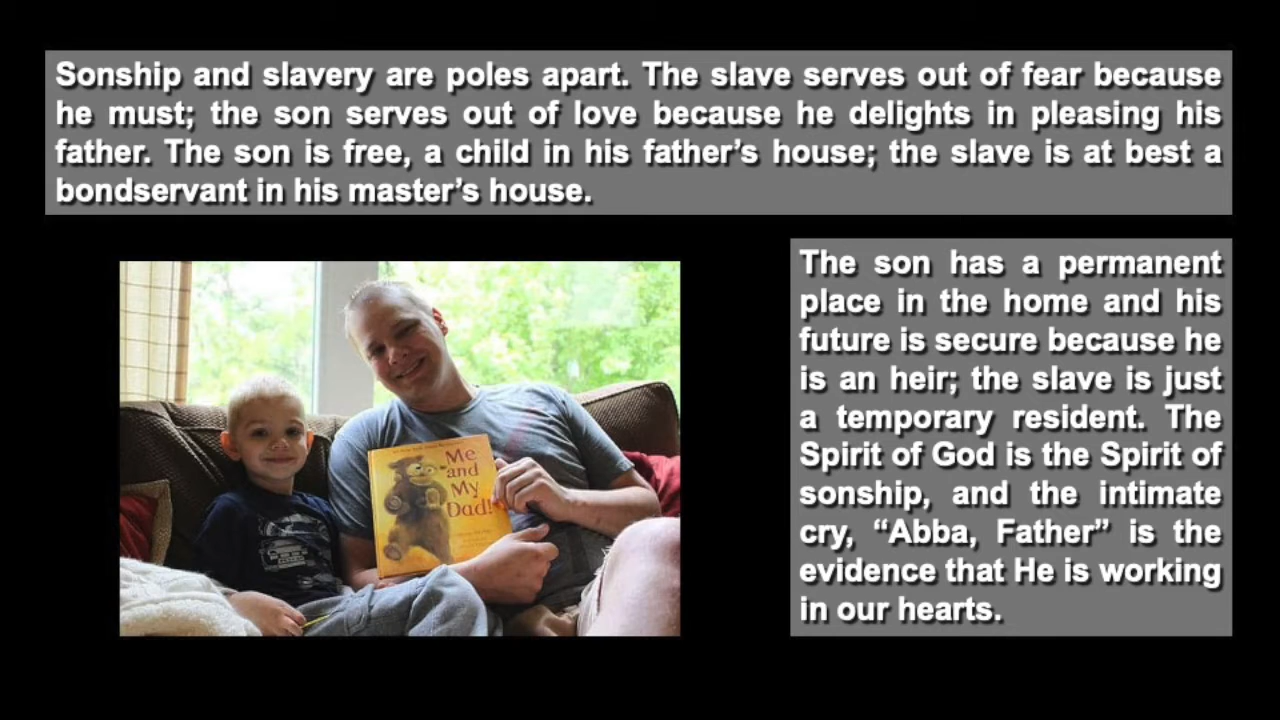 Sonship and slavery are poles apart. The slave serves out of fear because
he must; the son serves out of love because he delights in pleasing his
father. The son is free, a child in his father’s house; the slave is at best a
bondservant in his master’s house.
The son has a permanent
place in the home and his
future is secure because he
is an heir; the slave is just
a temporary resident. The
Spirit of God is the Spirit of
sonship, and the intimate
cry, “Abba, Father” is the
evidence that He is working
in our hearts.
Me
and
My
Dad!